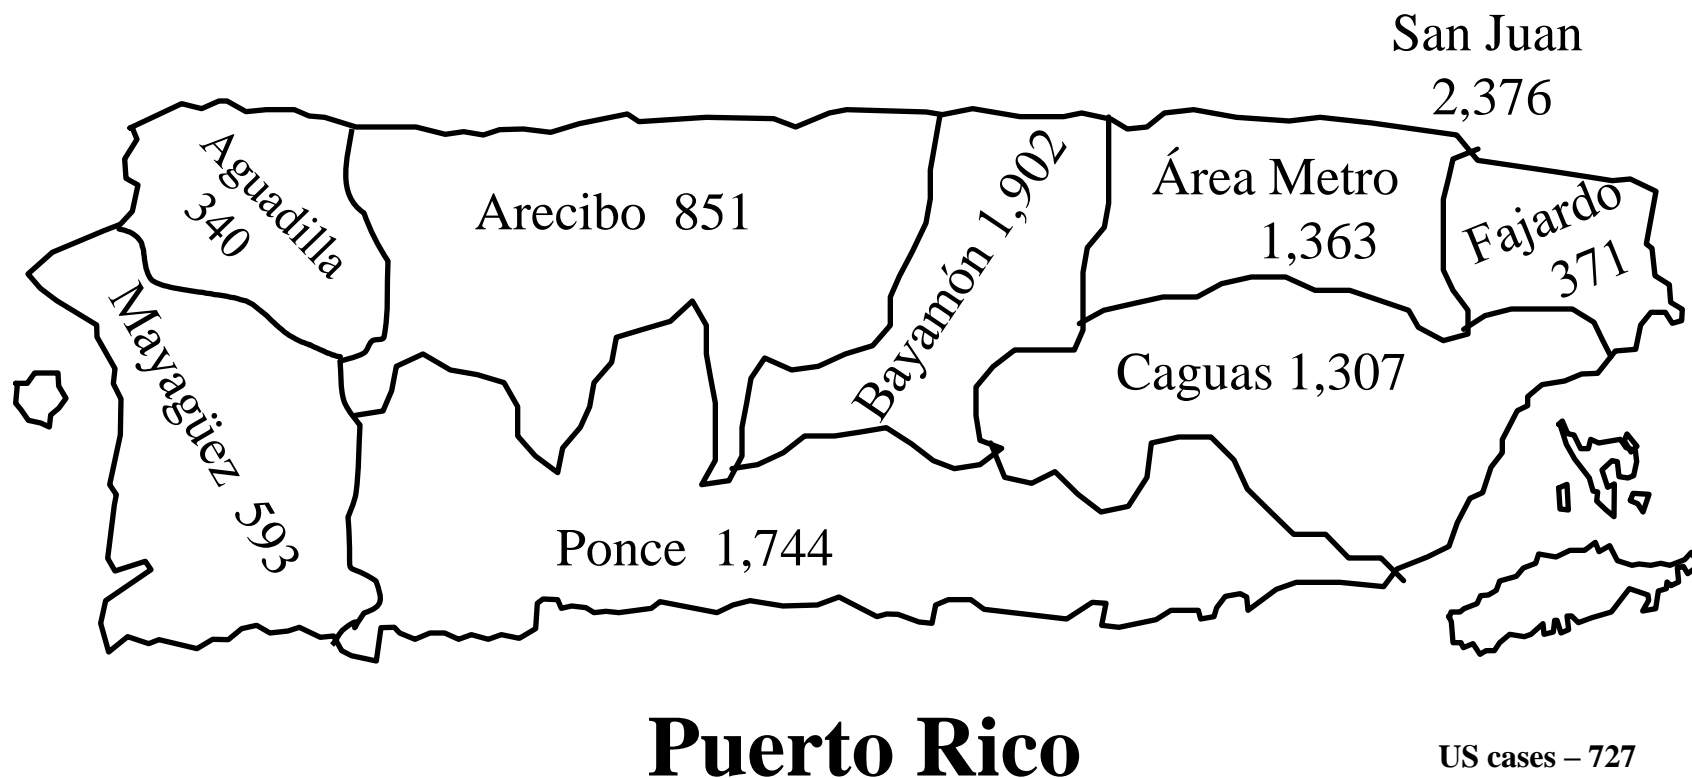 San Juan
2,376
Aguadilla
340
Arecibo 851
Bayamón 1,902
Área Metro
1,363
Fajardo
371
Mayagüez 593
Caguas 1,307
Ponce 1,744
Puerto Rico
US cases – 727